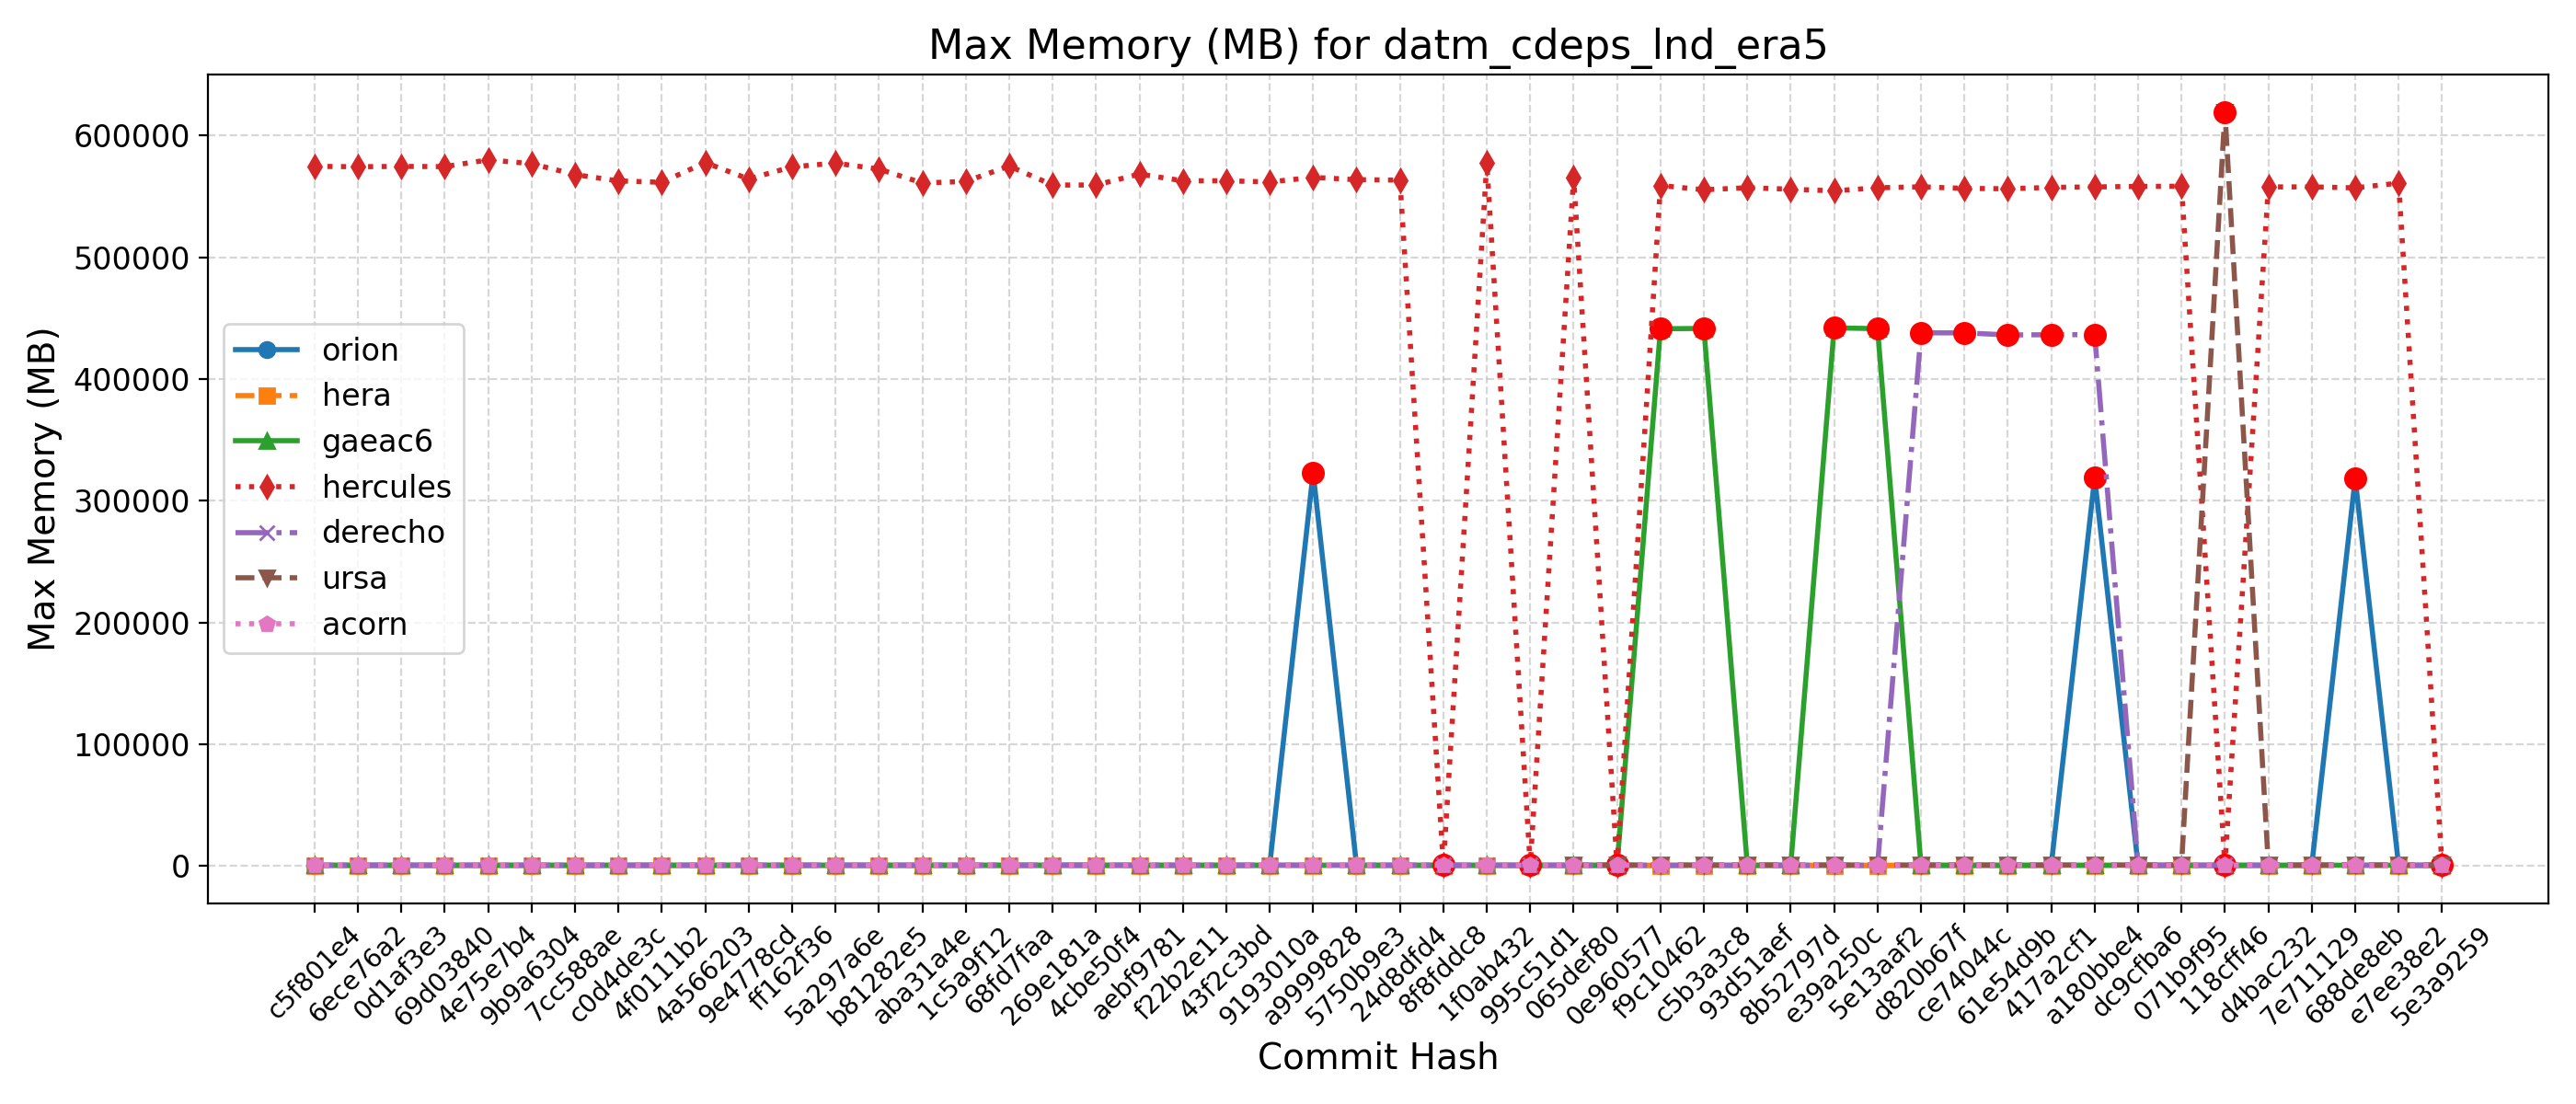 Max Memory (MB) for datm_cdeps_lnd_era5
Max Memory (MB)
600000
500000
400000
300000
200000
100000
0
orion
hera
gaeac6
hercules
derecho
ursa
acorn
c5f801e4
6ece76a2
0d1af3e3
69d03840
4e75e7b4
9b9a6304
7cc588ae
c0d4de3c
4f0111b2
4a566203
9e4778cd
ff162f36
5a297a6e
b81282e5
aba31a4e
1c5a9f12
68fd7faa
269e181a
4cbe50f4
aebf9781
f22b2e11
43f2c3bd
9193010a
a9999828
5750b9e3
24d8dfd4
8f8fddc8
1f0ab432
995c51d1
065def80
0e960577
f9c10462
c5b3a3c8
93d51aef
8b52797d
e39a250c
5e13aaf2
d820b67f
ce74044c
61e54d9b
417a2cf1
a180bbe4
dc9cfba6
071b9f95
118cff46
d4bac232
7e711129
688de8eb
e7ee38e2
5e3a9259
Commit Hash